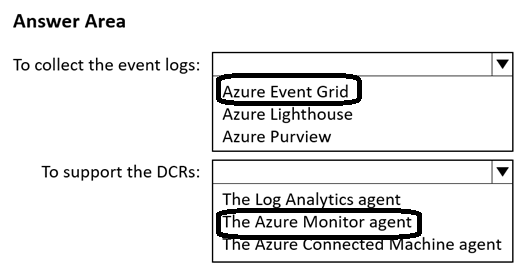 Answer Area
To collect the event logs:
Azure Event Grid
Azure Lighthouse
Azure Purview
To support the DCRs:
The Log Analytics agent
The Azure Monitor agent
The Azure Connected Machine agent